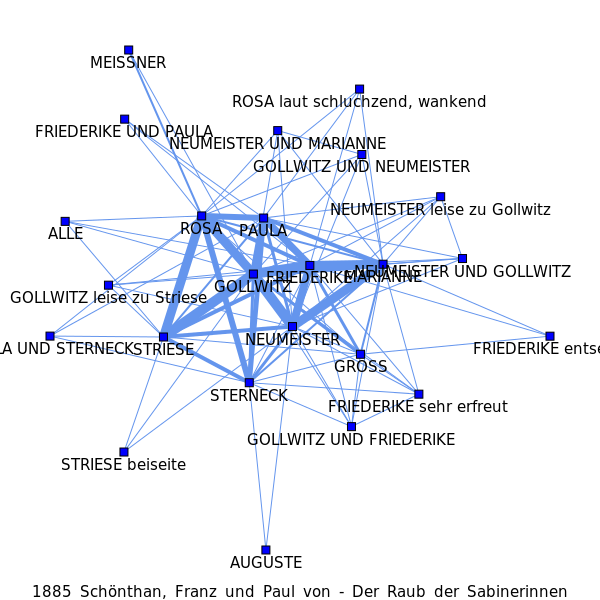 MEISSNER
ROSA laut schluchzend, wankend
FRIEDERIKE UND PAULA
NEUMEISTER UND MARIANNE
GOLLWITZ UND NEUMEISTER
NEUMEISTER leise zu Gollwitz
ALLE
ROSA
PAULA
NEUMEISTER UND GOLLWITZ
FRIEDERIKE
MARIANNE
GOLLWITZ
GOLLWITZ leise zu Striese
NEUMEISTER
LA UND STERNECK
STRIESE
FRIEDERIKE entse
GROSS
STERNECK
FRIEDERIKE sehr erfreut
GOLLWITZ UND FRIEDERIKE
STRIESE beiseite
AUGUSTE
1885 Schönthan, Franz und Paul von - Der Raub der Sabinerinnen